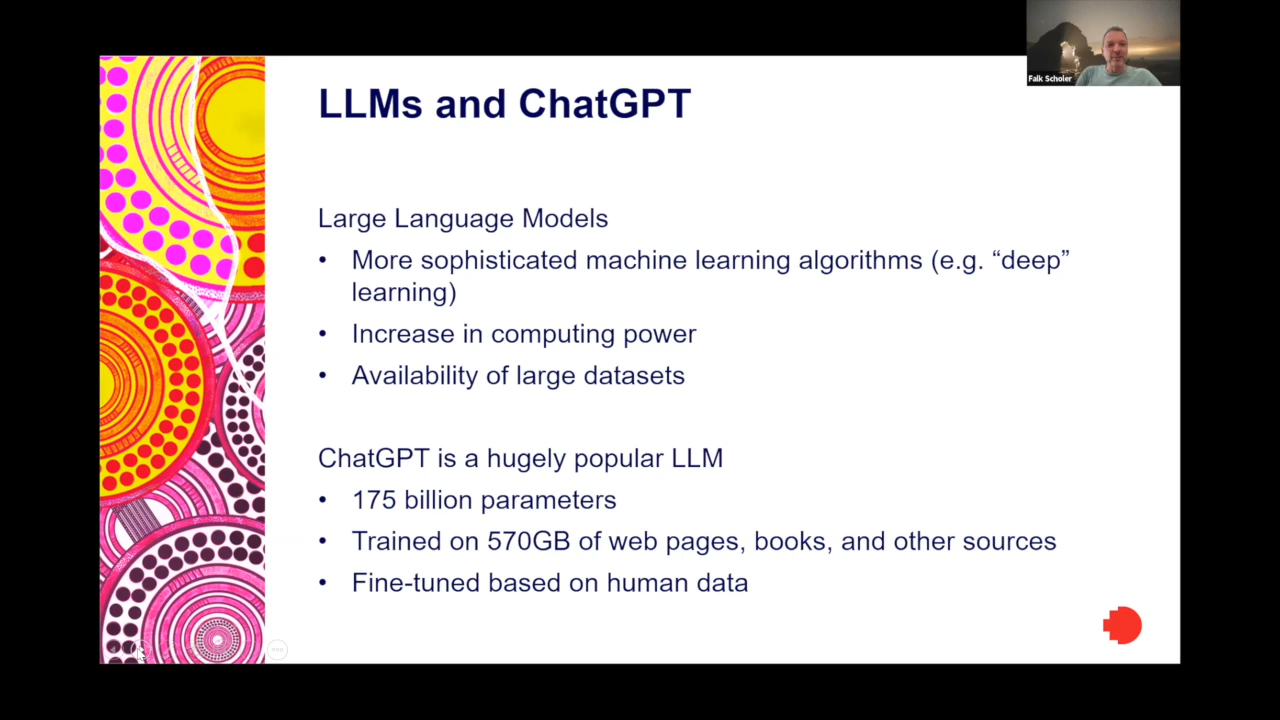 Falk Scholer
LLMs and ChatGPT
Large Language Models
• More sophisticated machine learning algorithms (e.g. “deep”
learning)
• Increase in computing power
• Availability of large datasets
ChatGPT is a hugely popular LLM
• 175 billion parameters
• Trained on 570GB of web pages, books, and other sources
• Fine-tuned based on human data